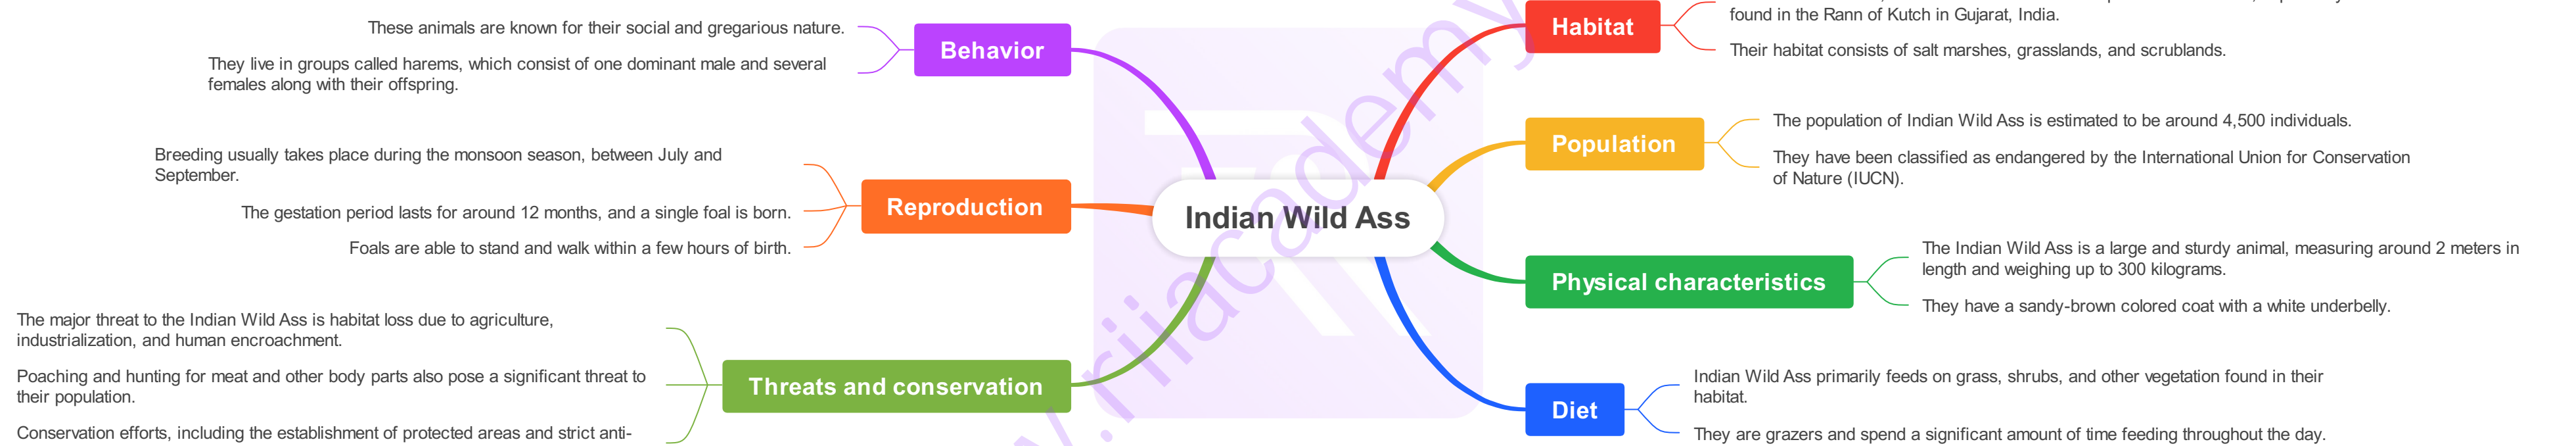 Indian Wild Ass
Behavior
These animals are known for their social and gregarious nature.
They live in groups called harems, which consist of one dominant male and several
females along with their offspring.
Reproduction
Breeding usually takes place during the monsoon season, between July and
September.
The gestation period lasts for around 12 months, and a single foal is born.
Foals are able to stand and walk within a few hours of birth.
Threats and conservation
The major threat to the Indian Wild Ass is habitat loss due to agriculture,
industrialization, and human encroachment.
Poaching and hunting for meat and other body parts also pose a significant threat to
their population.
Conservation efforts, including the establishment of protected areas and strict anti-
Habitat
found in the Rann of Kutch in Gujarat, India.
Their habitat consists of salt marshes, grasslands, and scrublands.
Population
The population of Indian Wild Ass is estimated to be around 4,500 individuals.
They have been classified as endangered by the International Union for Conservation
of Nature (IUCN).
Physical characteristics
The Indian Wild Ass is a large and sturdy animal, measuring around 2 meters in
length and weighing up to 300 kilograms.
They have a sandy-brown colored coat with a white underbelly.
Diet
Indian Wild Ass primarily feeds on grass, shrubs, and other vegetation found in their
habitat.
They are grazers and spend a significant amount of time feeding throughout the day.